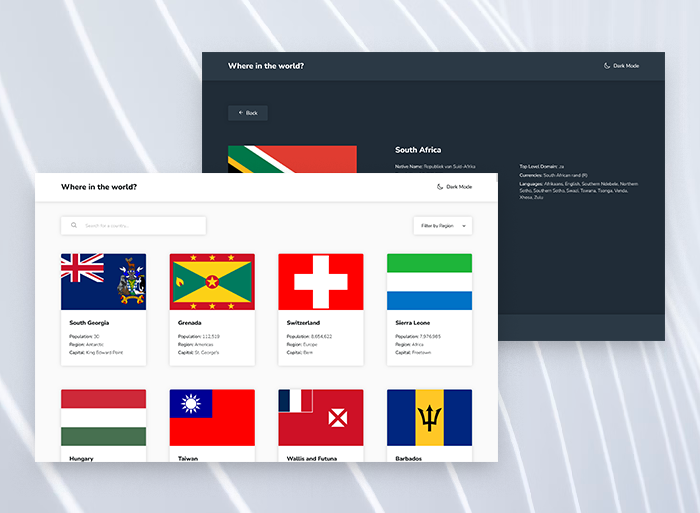 Where in the world?
Dark Mode
Back
South Africa
Native Name: Republiek van Suid-Afrika
Top Level Domain: .za
Currencies: South African rand (R)
Languages: Afrikaans, English, Southern Ndebele, Northern
Sotho, Southern Sotho, Swazi, Tswana, Tsonga, Venda,
Xhosa, Zulu
Where in the world?
Dark Mode
Search for a country...
Filter by Region
South Georgia
Population: 30
Region: Antarctic
Capital: King Edward Point
Grenada
Population: 112,519
Region: Americas
Capital: St. George's
Switzerland
Population: 8,654,622
Region: Europe
Capital: Bern
Sierra Leone
Population: 7,976,985
Region: Africa
Capital: Freetown
Hungary
Taiwan
Wallis and Futuna
Barbados